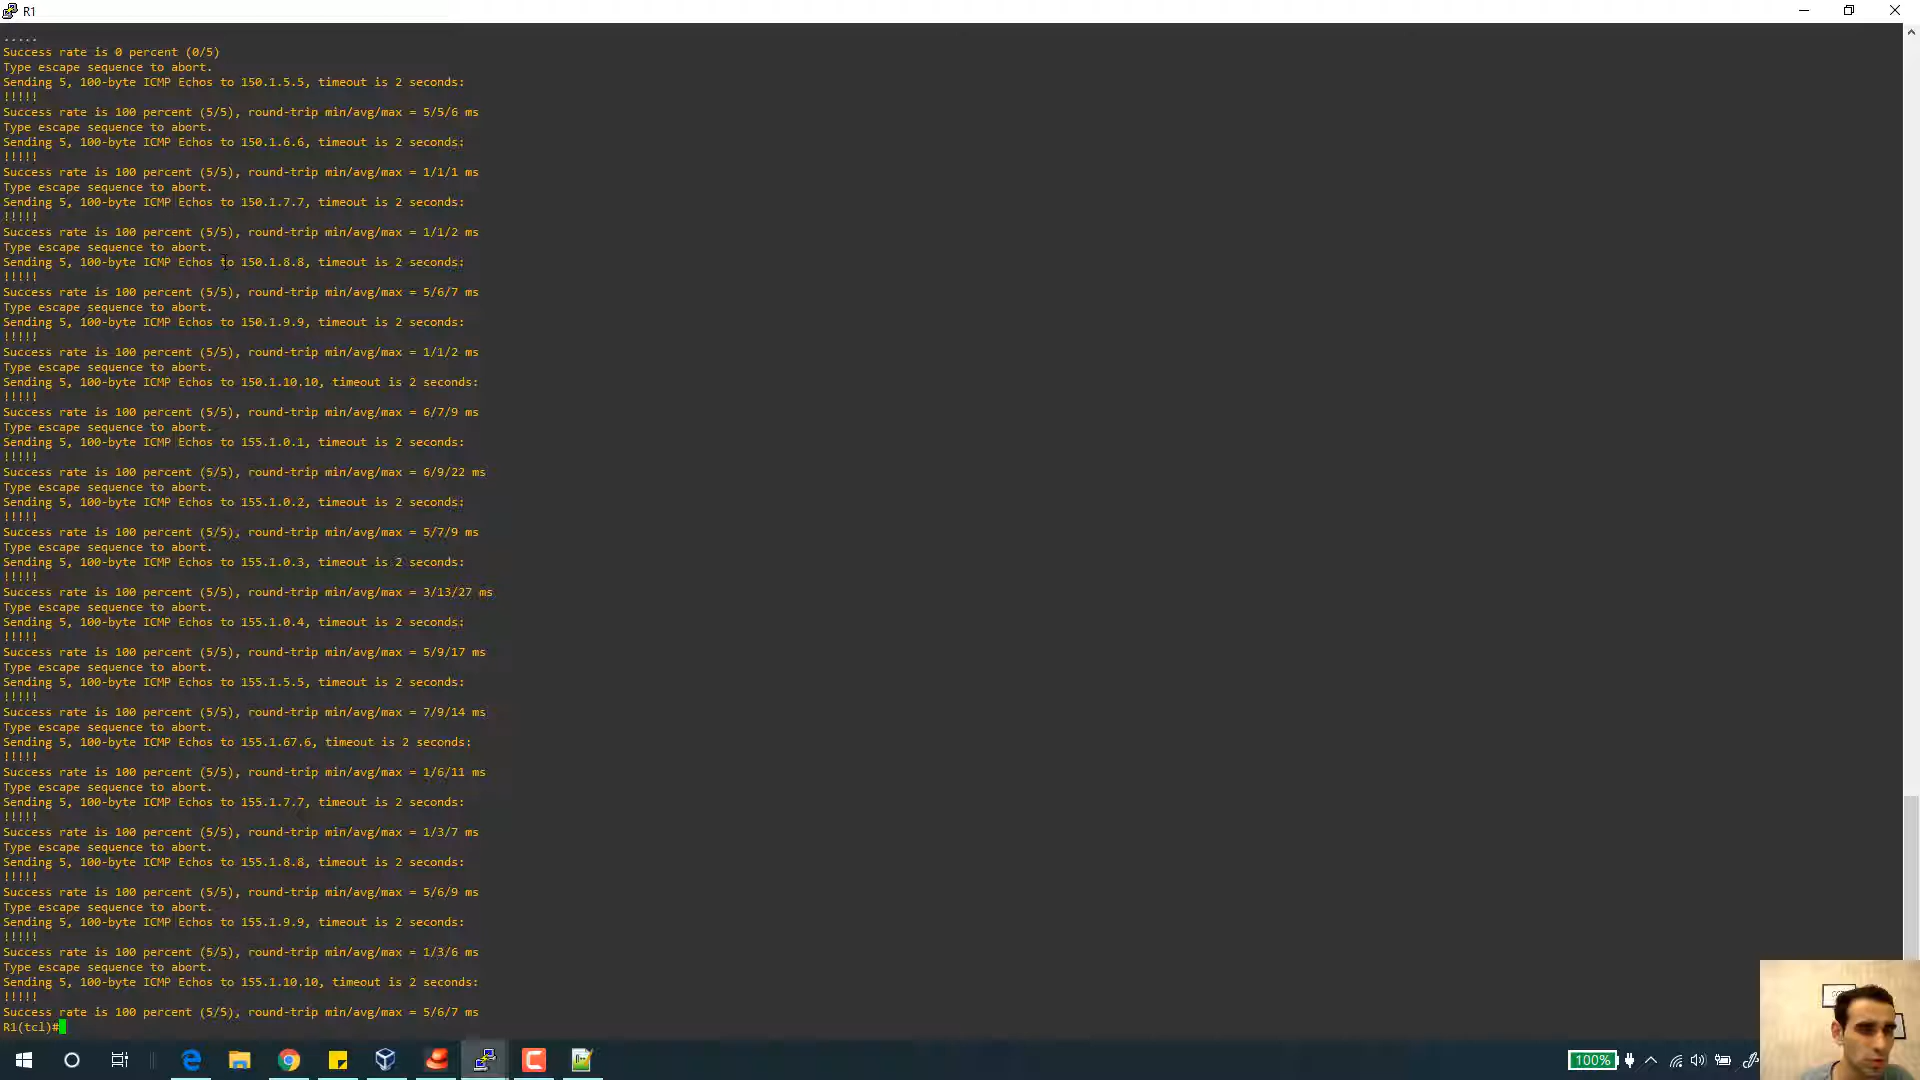 R1
.....
Success rate is 0 percent (0/5)
Type escape sequence to abort.
Sending 5, 100-byte ICMP Echos to 150.1.5.5, timeout is 2 seconds:
!!!!!
Success rate is 100 percent (5/5), round-trip min/avg/max = 5/5/6 ms
Type escape sequence to abort.
Sending 5, 100-byte ICMP Echos to 150.1.6.6, timeout is 2 seconds:
!!!!!
Success rate is 100 percent (5/5), round-trip min/avg/max = 1/1/1 ms
Type escape sequence to abort.
Sending 5, 100-byte ICMP Echos to 150.1.7.7, timeout is 2 seconds:
!!!!!
Success rate is 100 percent (5/5), round-trip min/avg/max = 1/1/2 ms
Type escape sequence to abort.
Sending 5, 100-byte ICMP Echos to 150.1.8.8, timeout is 2 seconds:
!!!!!
Success rate is 100 percent (5/5), round-trip min/avg/max = 5/6/7 ms
Type escape sequence to abort.
Sending 5, 100-byte ICMP Echos to 150.1.9.9, timeout is 2 seconds:
!!!!!
Success rate is 100 percent (5/5), round-trip min/avg/max = 1/1/2 ms
Type escape sequence to abort.
Sending 5, 100-byte ICMP Echos to 150.1.10.10, timeout is 2 seconds:
!!!!!
Success rate is 100 percent (5/5), round-trip min/avg/max = 6/7/9 ms
Type escape sequence to abort.
Sending 5, 100-byte ICMP Echos to 155.1.0.1, timeout is 2 seconds:
!!!!!
Success rate is 100 percent (5/5), round-trip min/avg/max = 6/9/22 ms
Type escape sequence to abort.
Sending 5, 100-byte ICMP Echos to 155.1.0.2, timeout is 2 seconds:
!!!!!
Success rate is 100 percent (5/5), round-trip min/avg/max = 5/7/9 ms
Type escape sequence to abort.
Sending 5, 100-byte ICMP Echos to 155.1.0.3, timeout is 2 seconds:
!!!!!
Success rate is 100 percent (5/5), round-trip min/avg/max = 3/13/27 ms
Type escape sequence to abort.
Sending 5, 100-byte ICMP Echos to 155.1.0.4, timeout is 2 seconds:
!!!!!
Success rate is 100 percent (5/5), round-trip min/avg/max = 5/9/17 ms
Type escape sequence to abort.
Sending 5, 100-byte ICMP Echos to 155.1.5.5, timeout is 2 seconds:
!!!!!
Success rate is 100 percent (5/5), round-trip min/avg/max = 7/9/14 ms
Type escape sequence to abort.
Sending 5, 100-byte ICMP Echos to 155.1.67.6, timeout is 2 seconds:
!!!!!
Success rate is 100 percent (5/5), round-trip min/avg/max = 1/6/11 ms
Type escape sequence to abort.
Sending 5, 100-byte ICMP Echos to 155.1.7.7, timeout is 2 seconds:
!!!!!
Success rate is 100 percent (5/5), round-trip min/avg/max = 1/3/7 ms
Type escape sequence to abort.
Sending 5, 100-byte ICMP Echos to 155.1.8.8, timeout is 2 seconds:
!!!!!
Success rate is 100 percent (5/5), round-trip min/avg/max = 5/6/9 ms
Type escape sequence to abort.
Sending 5, 100-byte ICMP Echos to 155.1.9.9, timeout is 2 seconds:
!!!!!
Success rate is 100 percent (5/5), round-trip min/avg/max = 1/3/6 ms
Type escape sequence to abort.
Sending 5, 100-byte ICMP Echos to 155.1.10.10, timeout is 2 seconds:
!!!!!
Success rate is 100 percent (5/5), round-trip min/avg/max = 5/6/7 ms
R1(tcl)#
100%